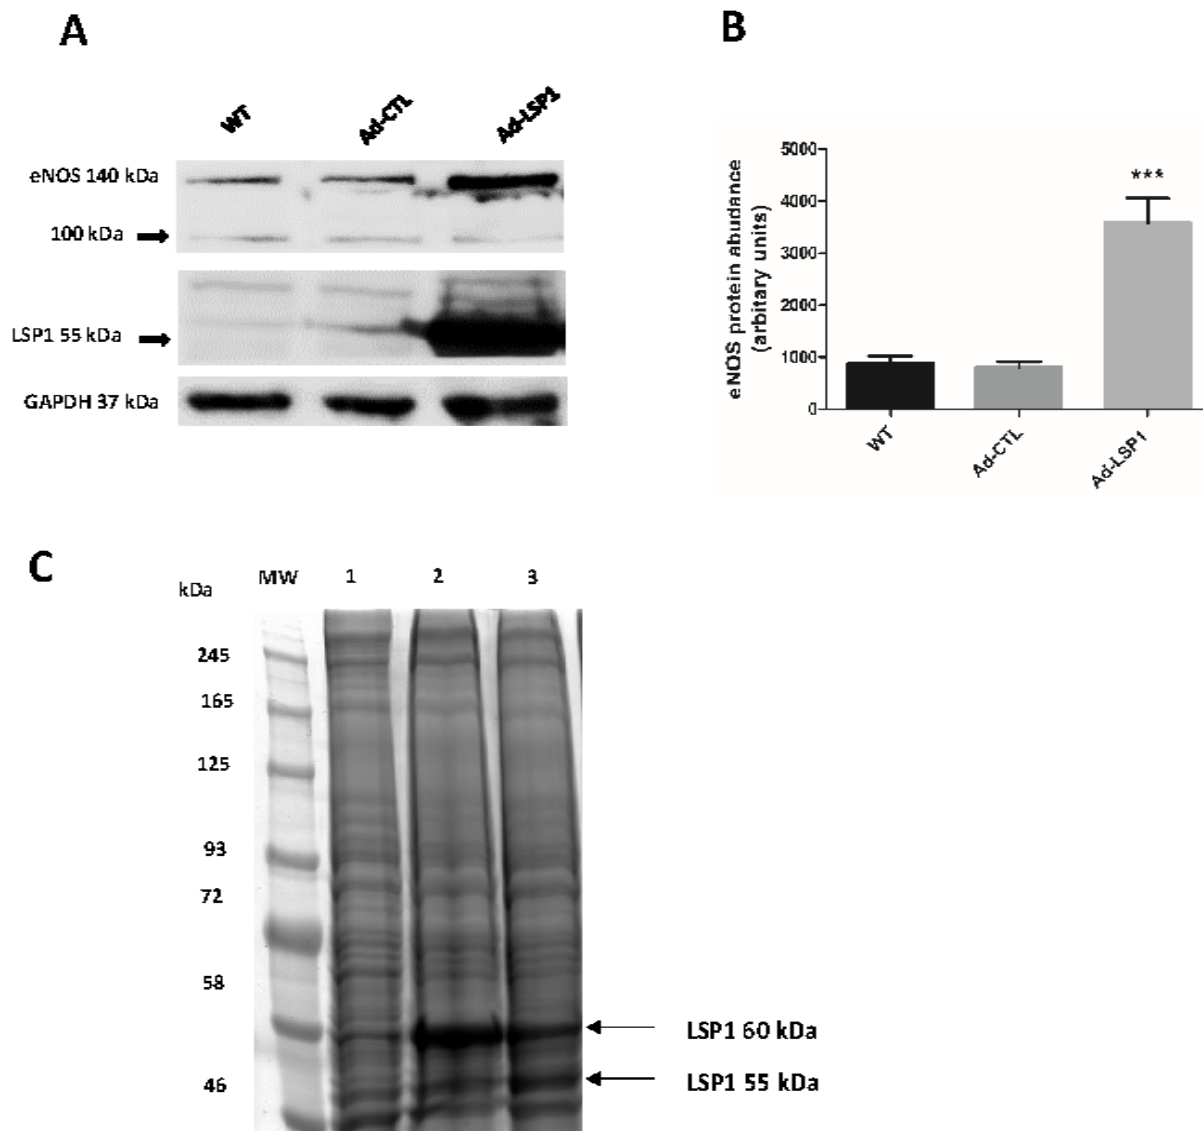 A
WT
Ad-CTL
Ad-LSP1
eNOS 140 kDa
100 kDa
LSP1 55 kDa
GAPDH 37 kDa
B
eNOS protein abudance
(arbitary units)
5000
4000
3000
2000
1000
0
***
WT
Ad-CTL
Ad-LSP1
C
kDa
MW 1 2 3
245
165
125
93
72
58
46
LSP1 60 kDa
LSP1 55 kDa